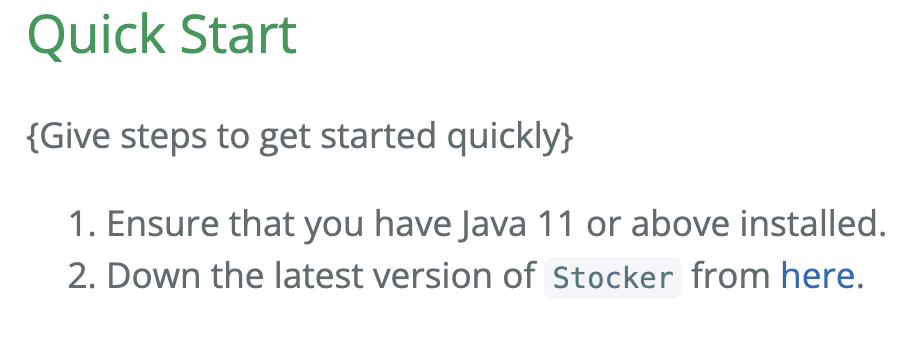 Quick Start
{Give steps to get started quickly}
1. Ensure that you have Java 11 or above installed.
2. Down the latest version of Stocker from here.